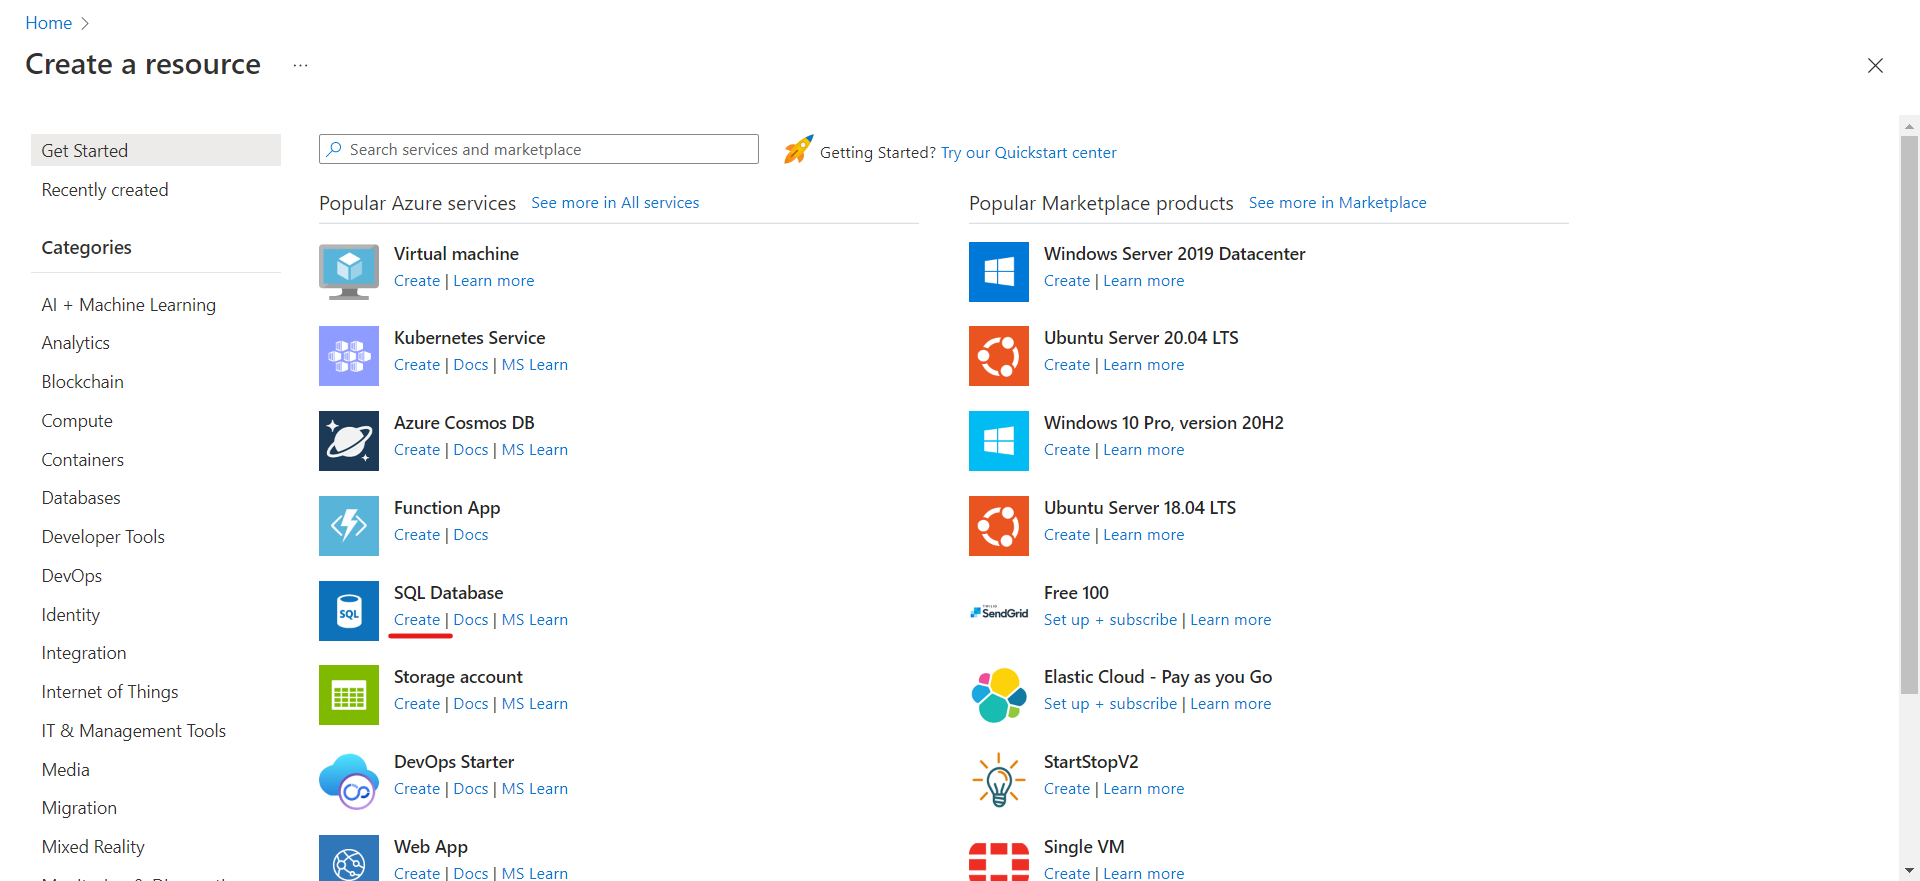 Home
Create a resource
Get Started
Recently created
Categories
AI + Machine Learning
Analytics
Blockchain
Compute
Containers
Databases
Developer Tools
DevOps
Identity
Integration
Internet of Things
IT & Management Tools
Media
Migration
Mixed Reality
Search services and marketplace
Getting Started? Try our Quickstart center
Popular Azure services See more in All services
Virtual machine
Create | Learn more
Kubernetes Service
Create | Docs | MS Learn
Azure Cosmos DB
Create | Docs | MS Learn
Function App
Create | Docs
SQL
SQL Database
Create | Docs | MS Learn
Storage account
Create | Docs | MS Learn
DevOps Starter
Create | Docs | MS Learn
Web App
Create | Docs | MS Learn
Popular Marketplace products See more in Marketplace
Windows Server 2019 Datacenter
Create | Learn more
Ubuntu Server 20.04 LTS
Create | Learn more
Windows 10 Pro, version 20H2
Create | Learn more
Ubuntu Server 18.04 LTS
Create | Learn more
SendGrid
Free 100
Set up + subscribe | Learn more
Elastic Cloud - Pay as you Go
Set up + subscribe | Learn more
StartStopV2
Create | Learn more
Single VM
Create | Learn more